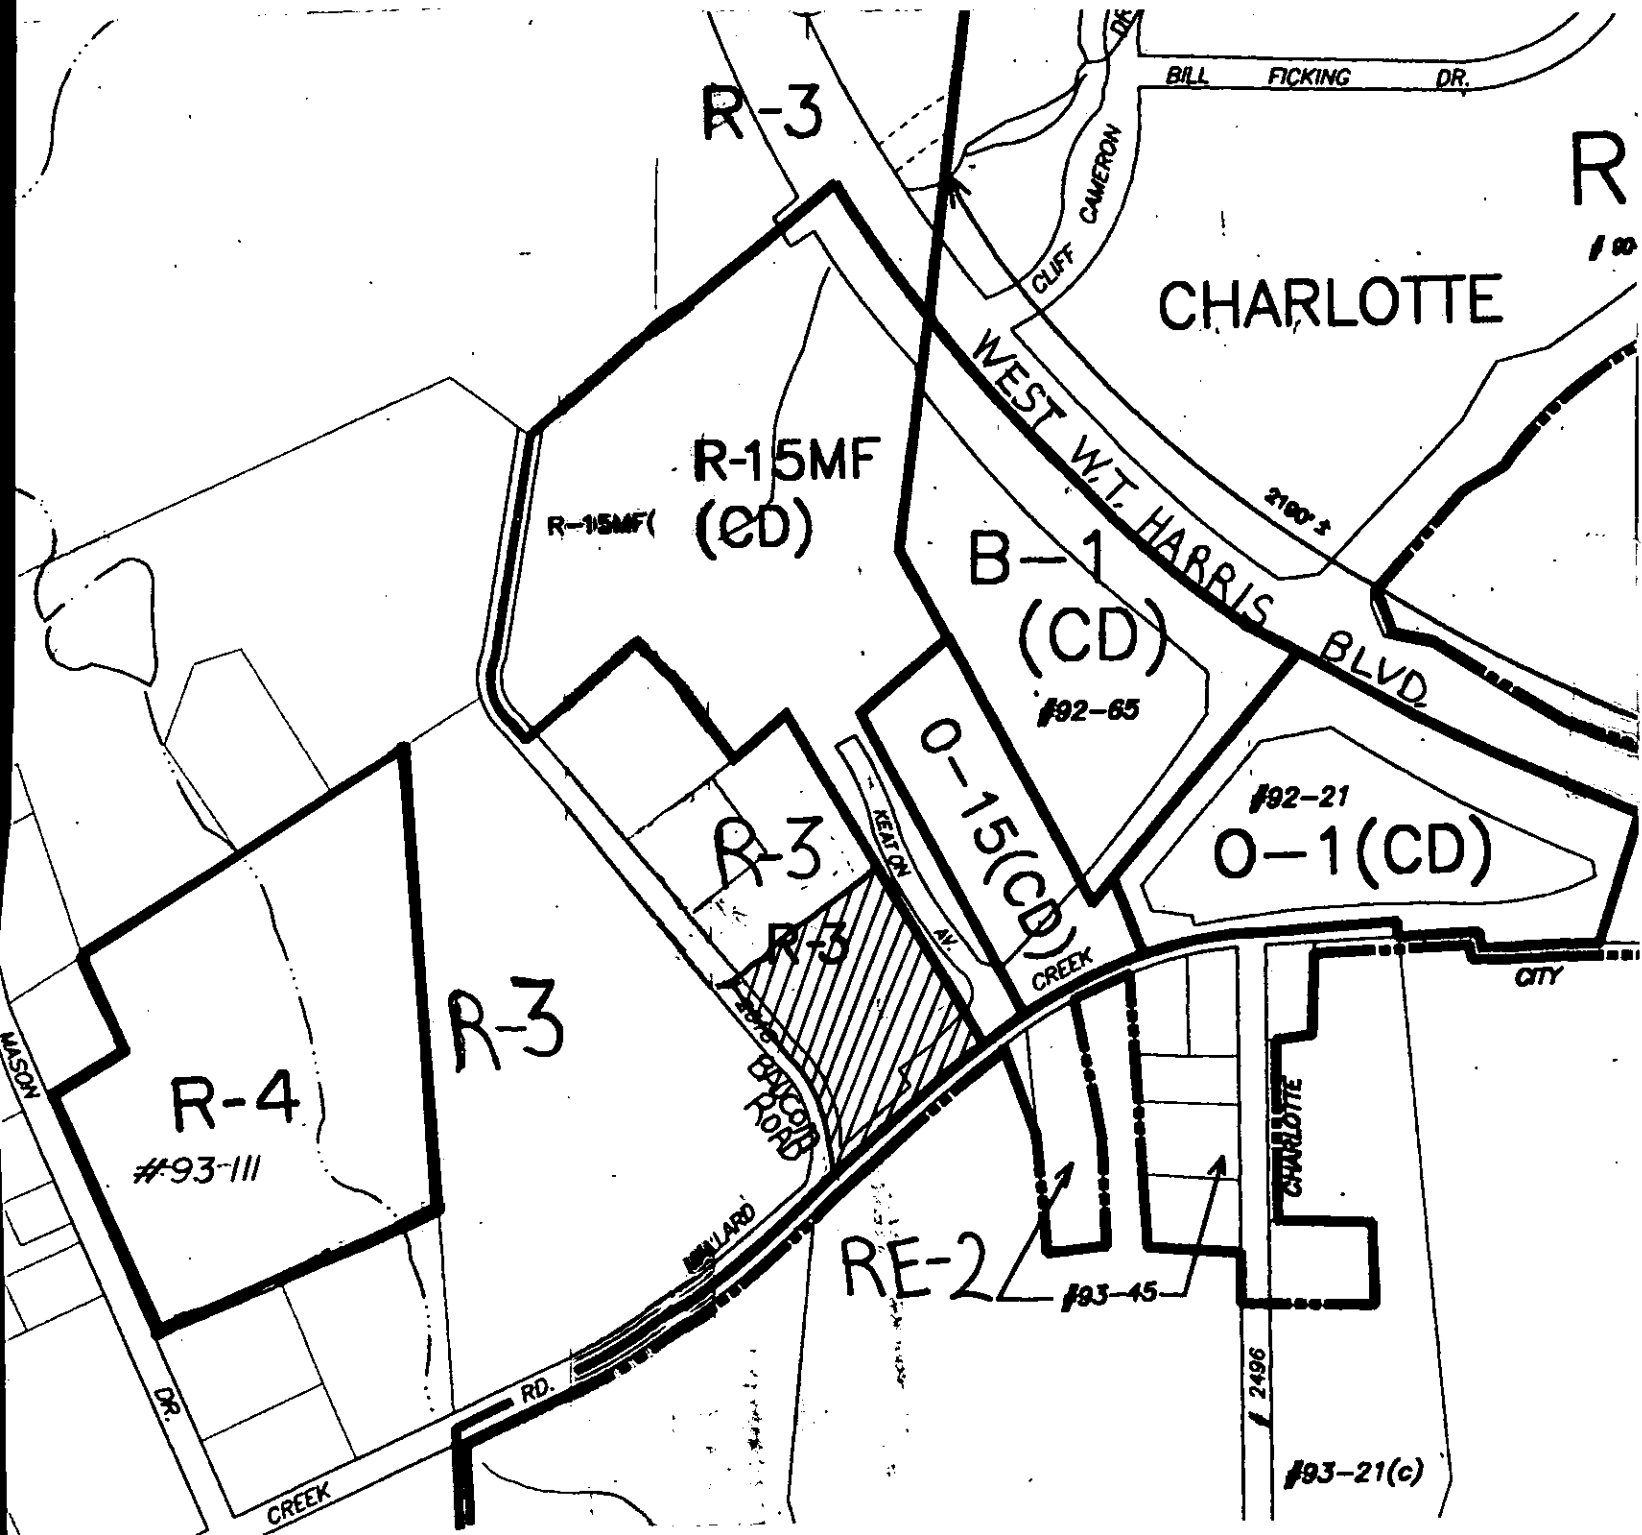 DR.
BILL FICKING DR.
R-3
CAMERON
CLIFF
R
# 90-
CHARLOTTE
WEST W.T. HARRIS BLVD.
R-15MF
(CD)
R-15MF(
2190' ±
B-1
(CD)
#92-65
O-15(CD)
#92-21
O-1(CD)
KEATON AV.
R-3
R-3
CREEK
CITY
R-3
MASON
R-4
#93-111
ROAD
CHARLOTTE
MALLARD
RE-2
#93-45
RD.
DR.
# 2496
CREEK
#93-21(c)